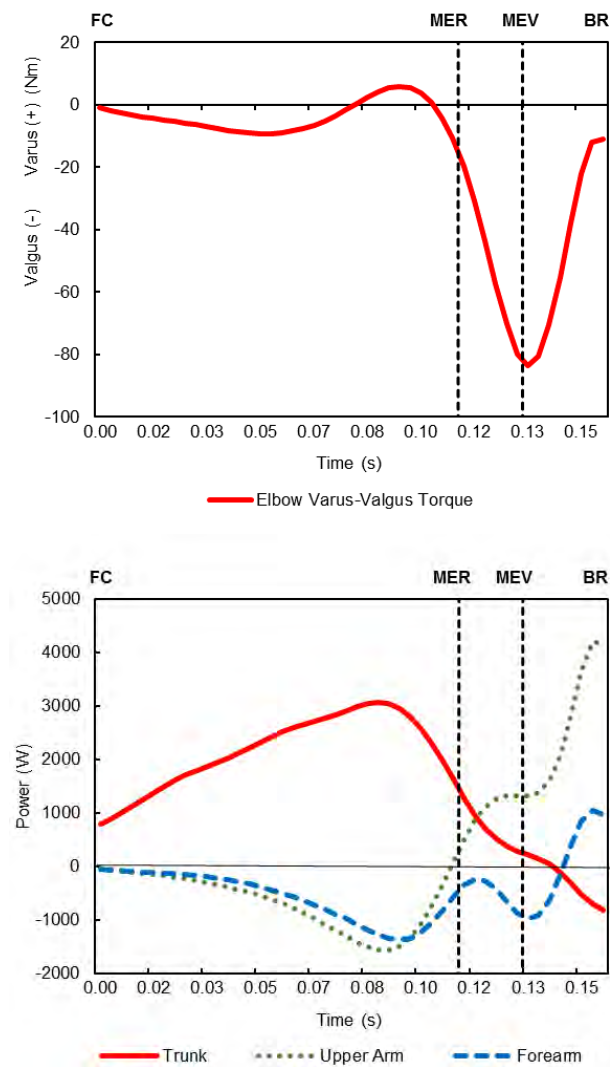 FC MER MEV BR
20
0
-20
-40
-60
-80
-100
Valgus (-) Varus (+) (Nm)
0.00 0.02 0.03 0.05 0.07 0.08 0.10 0.12 0.13 0.15
Time (s)
Elbow Varus-Valgus Torque
FC MER MEV BR
5000
4000
3000
2000
1000
0
-1000
-2000
Power (W)
0.00 0.02 0.03 0.05 0.07 0.08 0.10 0.12 0.13 0.15
Time (s)
Trunk Upper Arm Forearm